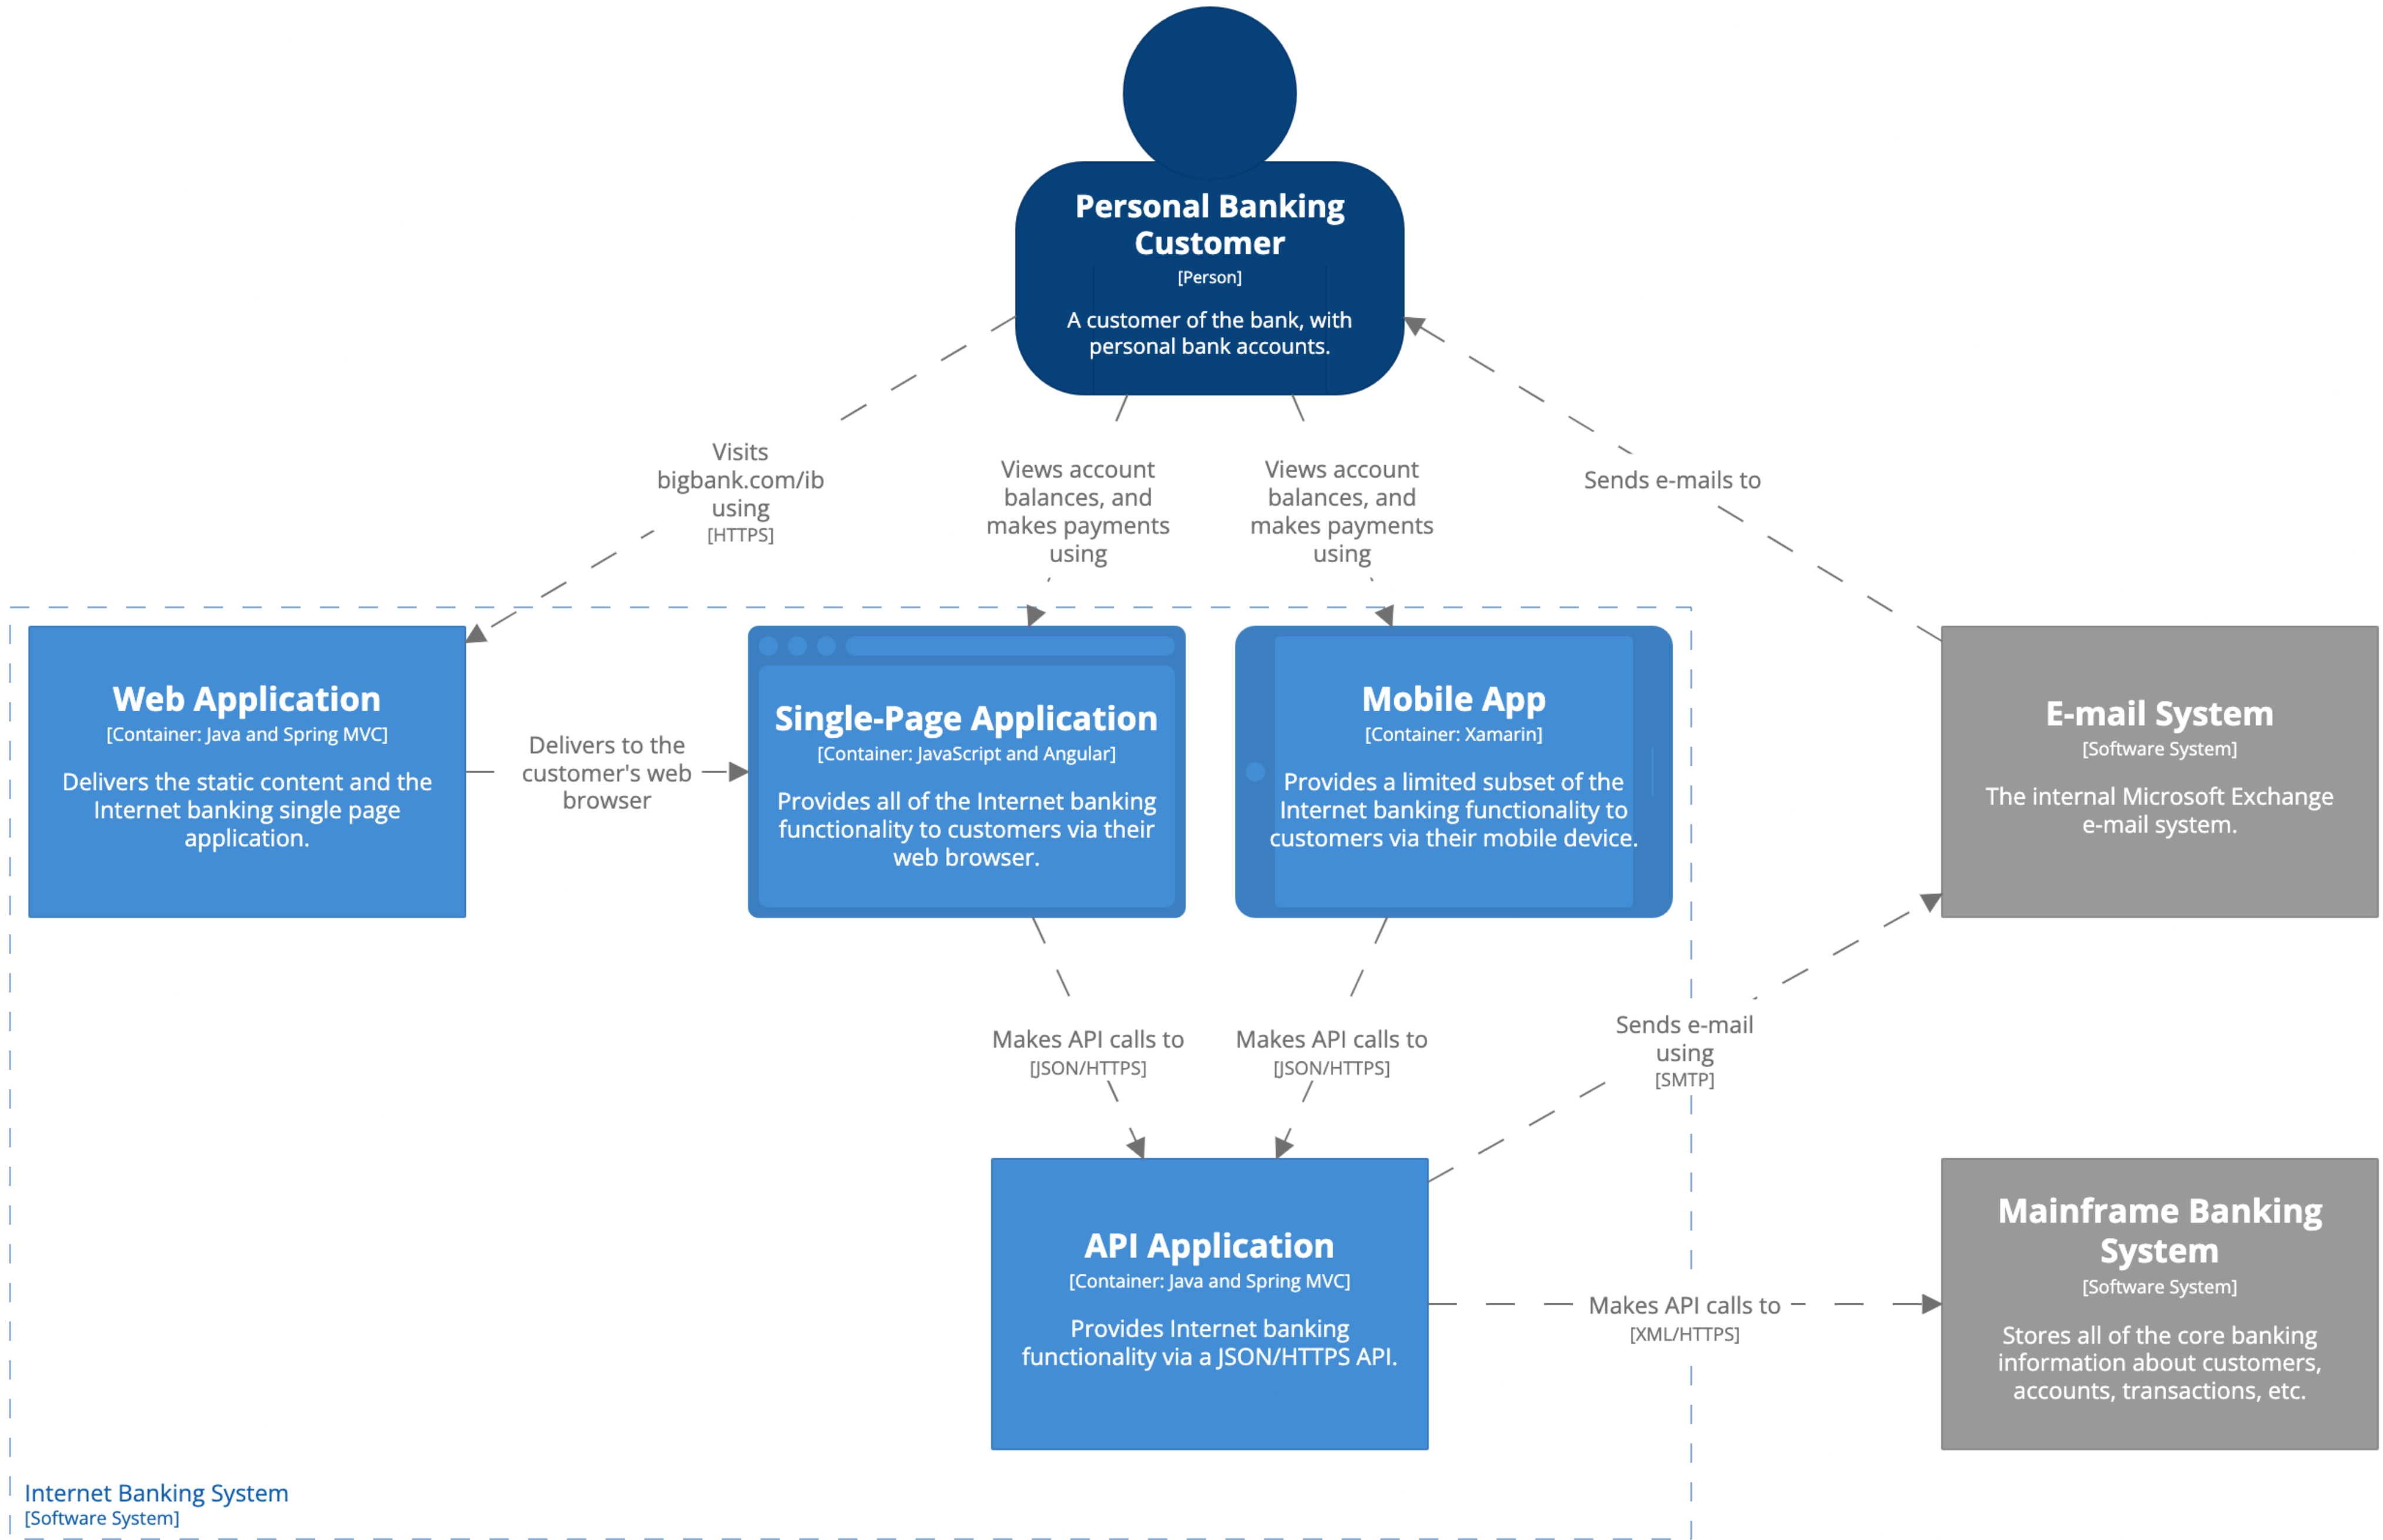 Personal Banking
Customer
[Person]
A customer of the bank, with
personal bank accounts.
Visits
bigbank.com/ib
using
[HTTPS]
Views account
balances, and
makes payments
using
Views account
balances, and
makes payments
using
Sends e-mails to
Web Application
[Container: Java and Spring MVC]
Delivers the static content and the
Internet banking single page
application.
Delivers to the
customer's web
browser
Single-Page Application
[Container: JavaScript and Angular]
Provides all of the Internet banking
functionality to customers via their
web browser.
Mobile App
[Container: Xamarin]
Provides a limited subset of the
Internet banking functionality to
customers via their mobile device.
E-mail System
[Software System]
The internal Microsoft Exchange
e-mail system.
Makes API calls to
[JSON/HTTPS]
Makes API calls to
[JSON/HTTPS]
Sends e-mail
using
[SMTP]
API Application
[Container: Java and Spring MVC]
Provides Internet banking
functionality via a JSON/HTTPS API.
Makes API calls to
[XML/HTTPS]
Mainframe Banking
System
[Software System]
Stores all of the core banking
information about customers,
accounts, transactions, etc.
Internet Banking System
[Software System]